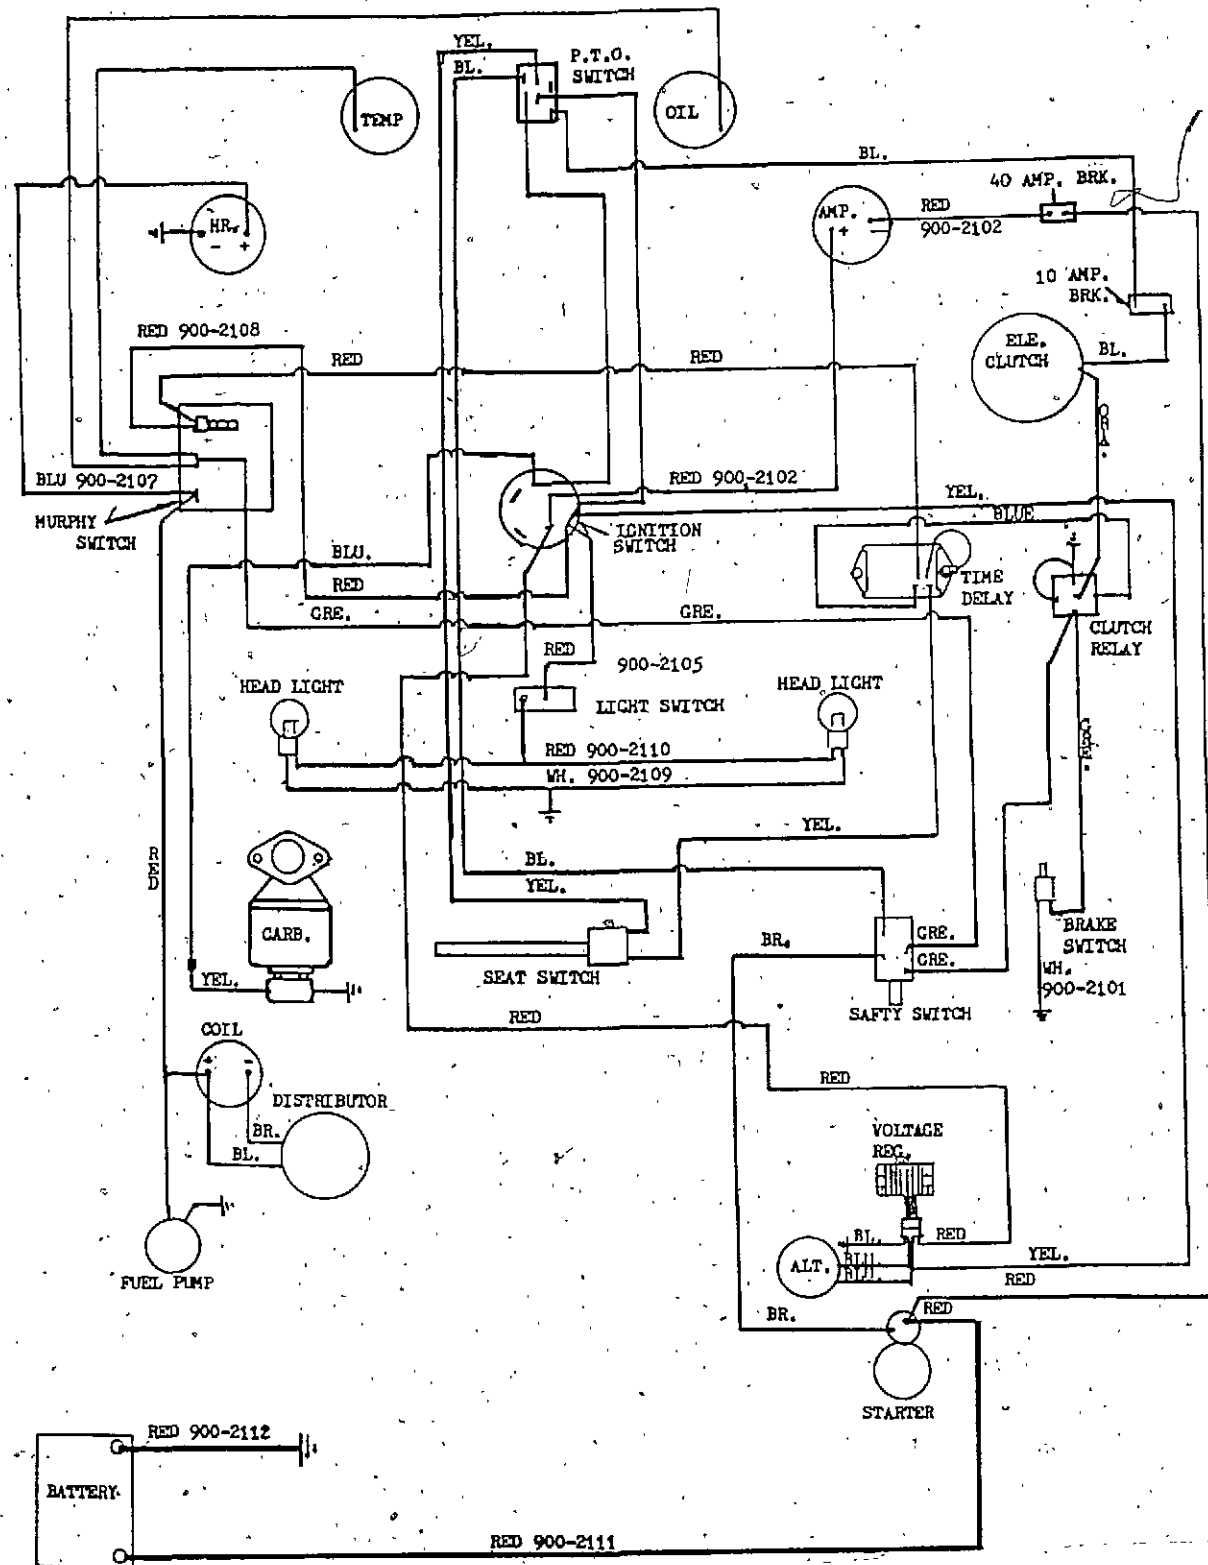 YEL.
P.T.O.
SWITCH
BL.
TEMP
OIL
BL.
40 AMP. BRK.
HR.
- +
AMP.
+ −
RED
900-2102
10 AMP.
BRK.
RED 900-2108
RED
RED
ELE.
CLUTCH
BL.
ORA.
BLU 900-2107
RED 900-2102
YEL.
MURPHY
SWITCH
IGNITION
SWITCH
BLUE
BLU.
RED
TIME
DELAY
GRE.
GRE.
CLUTCH
RELAY
RED
900-2105
HEAD LIGHT
HEAD LIGHT
LIGHT SWITCH
RED 900-2110
WH. 900-2109
YEL.
RED
BL.
YEL.
CARB.
BR.
GRE.
GRE.
BRAKE
SWITCH
SEAT SWITCH
YEL.
WH.
900-2101
SAFTY SWITCH
RED
COIL
+ -
RED
DISTRIBUTOR
BR.
BL.
VOLTAGE
REG.
BL.
RED
BLU
BLU
ALT.
YEL.
FUEL PUMP
RED
BR.
RED
STARTER
RED 900-2112
BATTERY
RED 900-2111